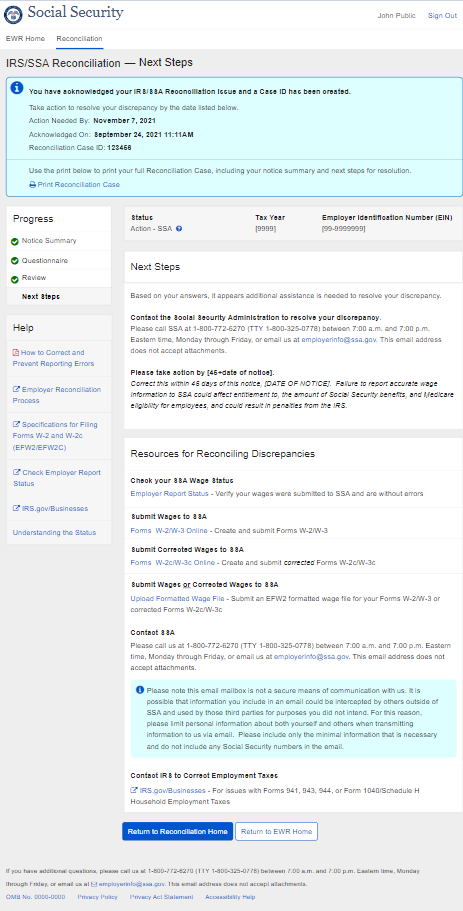 Social Security
John Public Sign Out
EWR Home Reconciliation
IRS/SSA Reconciliation — Next Steps
You have acknowledged your IRS/SSA Reconciliation Issue and a Case ID has been created.
Take action to resolve your discrepancy by the date listed below.
Action Needed By: November 7, 2021
Acknowledged On: September 24, 2021 11:11AM
Reconciliation Case ID: 123456
Use the print below to print your full Reconciliation Case, including your notice summary and next steps for resolution.
Print Reconciliation Case
Progress
Notice Summary
Questionnaire
Review
Next Steps
Help
How to Correct and
Prevent Reporting Errors
Employer Reconciliation
Process
Specifications for Filing
Forms W-2 and W-2c
(EFW2/EFW2C)
Check Employer Report
Status
IRS.gov/Businesses
Understanding the Status
Status Tax Year Employer Identification Number (EIN)
Action - SSA [9999] [99-9999999]
Next Steps
Based on your answers, it appears additional assistance is needed to resolve your discrepancy.
Contact the Social Security Administration to resolve your discrepancy.
Please call SSA at 1-800-772-6270 (TTY 1-800-325-0778) between 7:00 a.m. and 7:00 p.m.
Eastern time, Monday through Friday, or email us at employerinfo@ssa.gov. This email address
does not accept attachments.
Please take action by [45+date of notice].
Correct this within 45 days of this notice, [DATE OF NOTICE]. Failure to report accurate wage
information to SSA could affect entitlement to, the amount of Social Security benefits, and Medicare
eligibility for employees, and could result in penalties from the IRS.
Resources for Reconciling Discrepancies
Check your SSA Wage Status
Employer Report Status - Verify your wages were submitted to SSA and are without errors
Submit Wages to SSA
Forms W-2/W-3 Online - Create and submit Forms W-2/W-3
Submit Corrected Wages to SSA
Forms W-2c/W-3c Online - Create and submit corrected Forms W-2c/W-3c
Submit Wages or Corrected Wages to SSA
Upload Formatted Wage File - Submit an EFW2 formatted wage file for your Forms W-2/W-3 or
corrected Forms W-2c/W-3c
Contact SSA
Please call us at 1-800-772-6270 (TTY 1-800-325-0778) between 7:00 a.m. and 7:00 p.m. Eastern
time, Monday through Friday, or email us at employerinfo@ssa.gov. This email address does not
accept attachments.
Please note this email mailbox is not a secure means of communication with us. It is
possible that information you include in an email could be intercepted by others outside of
SSA and used by those third parties for purposes you did not intend. For this reason,
please limit personal information about both yourself and others when transmitting
information to us via email. Please include only the minimal information that is necessary
and do not include any Social Security numbers in the email.
Contact IRS to Correct Employment Taxes
IRS.gov/Businesses - For issues with Forms 941, 943, 944, or Form 1040/Schedule H
Household Employment Taxes
Return to Reconciliation Home Return to EWR Home
If you have additional questions, please call us at 1-800-772-6270 (TTY 1-800-325-0778) between 7:00 a.m. and 7:00 p.m. Eastern time, Monday
through Friday, or email us at employerinfo@ssa.gov. This email address does not accept attachments.
OMB No. 0000-0000 Privacy Policy Privacy Act Statement Accessibility Help